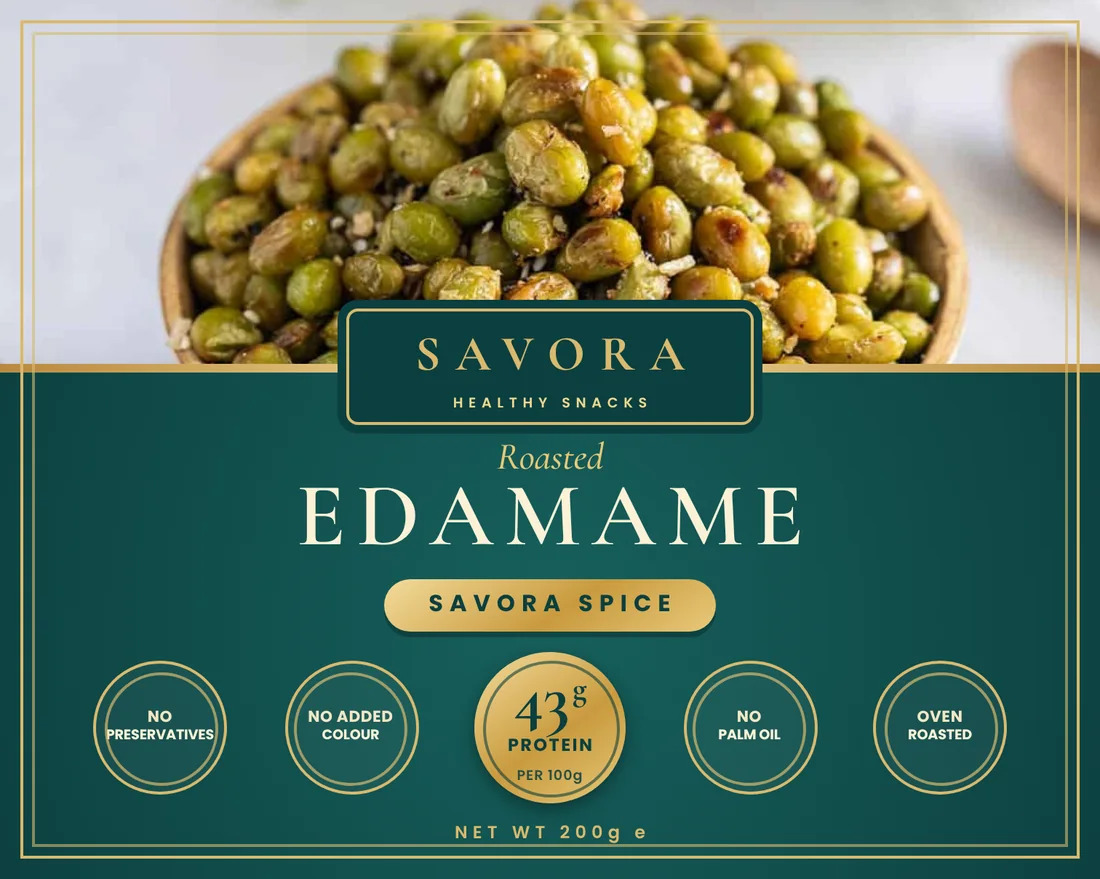 SAVORA
HEALTHY SNACKS
Roasted
EDAMAME
SAVORA SPICE
NO
PRESERVATIVES
NO ADDED
COLOUR
43g
PROTEIN
PER 100g
NO
PALM OIL
OVEN
ROASTED
NET WT 200g e